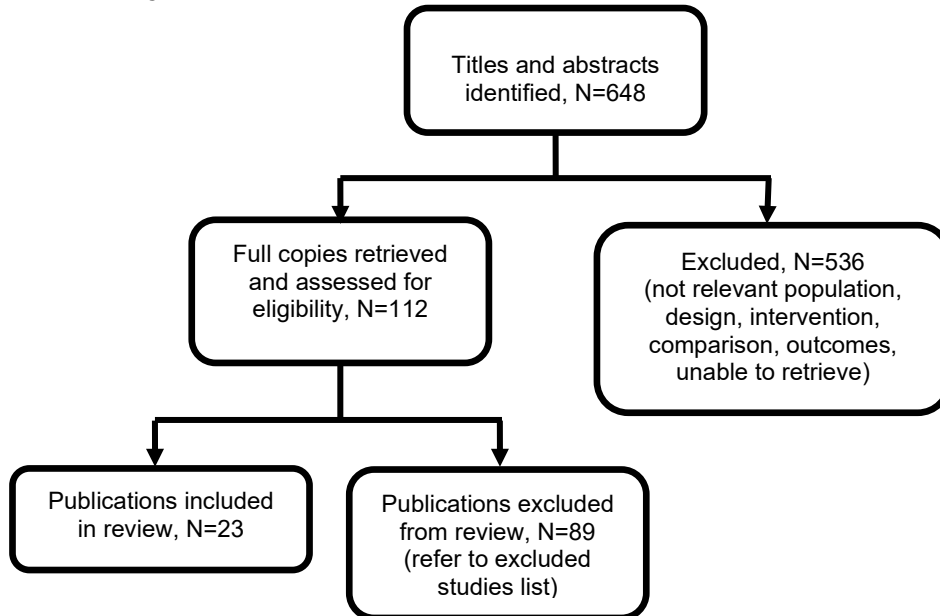 Titles and abstracts
identified, N=648
Full copies retrieved
and assessed for
eligibility, N=112
Excluded, N=536
(not relevant population,
design, intervention,
comparison, outcomes,
unable to retrieve)
Publications included
in review, N=23
Publications excluded
from review, N=89
(refer to excluded
studies list)